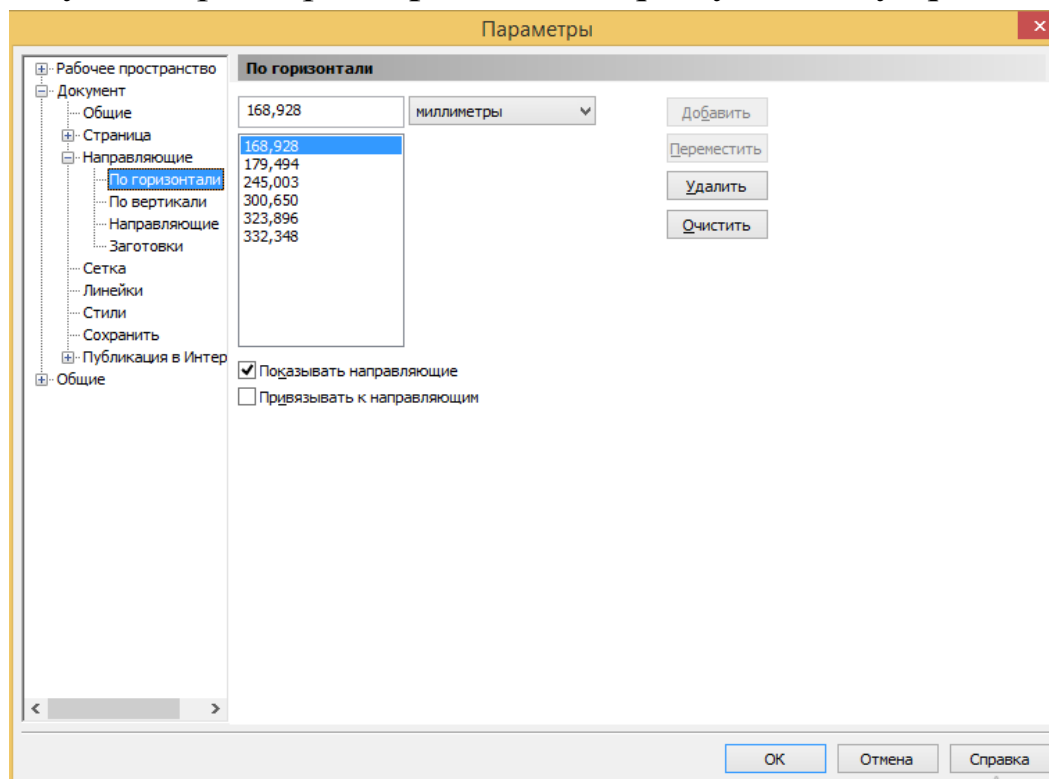 Параметры
Рабочее пространство
Документ
Общие
Страница
Направляющие
По горизонтали
По вертикали
Направляющие
Заготовки
Сетка
Линейки
Стили
Сохранить
Публикация в Интер
Общие
По горизонтали
168,928 миллиметры
168,928
179,494
245,003
300,650
323,896
332,348
Добавить
Переместить
Удалить
Очистить
Показывать направляющие
Привязывать к направляющим
ОК Отмена Справка